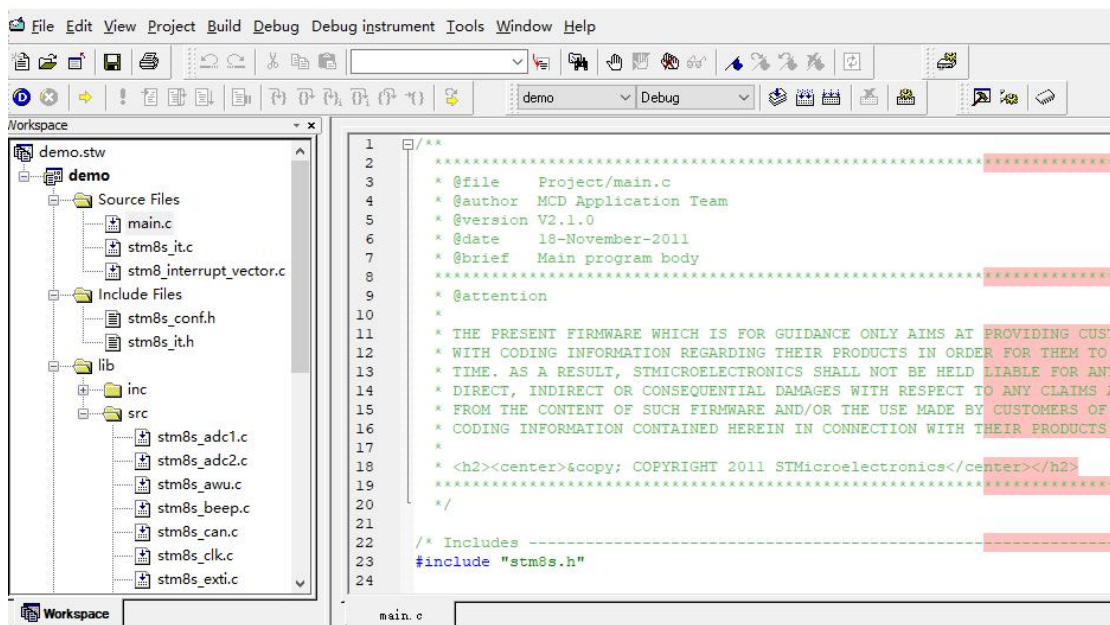 File Edit View Project Build Debug Debug instrument Tools Window Help
demo Debug
Workspace
demo.stw
demo
Source Files
main.c
stm8s_it.c
stm8_interrupt_vector.c
Include Files
stm8s_conf.h
stm8s_it.h
lib
inc
src
stm8s_adc1.c
stm8s_adc2.c
stm8s_awu.c
stm8s_beep.c
stm8s_can.c
stm8s_clk.c
stm8s_exti.c
Workspace
1 /**
2 ******************************************************************************
3 * @file Project/main.c
4 * @author MCD Application Team
5 * @version V2.1.0
6 * @date 18-November-2011
7 * @brief Main program body
8 ******************************************************************************
9 * @attention
10 *
11 * THE PRESENT FIRMWARE WHICH IS FOR GUIDANCE ONLY AIMS AT PROVIDING CUST
12 * WITH CODING INFORMATION REGARDING THEIR PRODUCTS IN ORDER FOR THEM TO
13 * TIME. AS A RESULT, STMICROELECTRONICS SHALL NOT BE HELD LIABLE FOR ANY
14 * DIRECT, INDIRECT OR CONSEQUENTIAL DAMAGES WITH RESPECT TO ANY CLAIMS A
15 * FROM THE CONTENT OF SUCH FIRMWARE AND/OR THE USE MADE BY CUSTOMERS OF
16 * CODING INFORMATION CONTAINED HEREIN IN CONNECTION WITH THEIR PRODUCTS
17 *
18 * <h2><center>&copy; COPYRIGHT 2011 STMicroelectronics</center></h2>
19 ******************************************************************************
20 */
21
22 /* Includes ------------------------------------------------------------------
23 #include "stm8s.h"
24
main.c